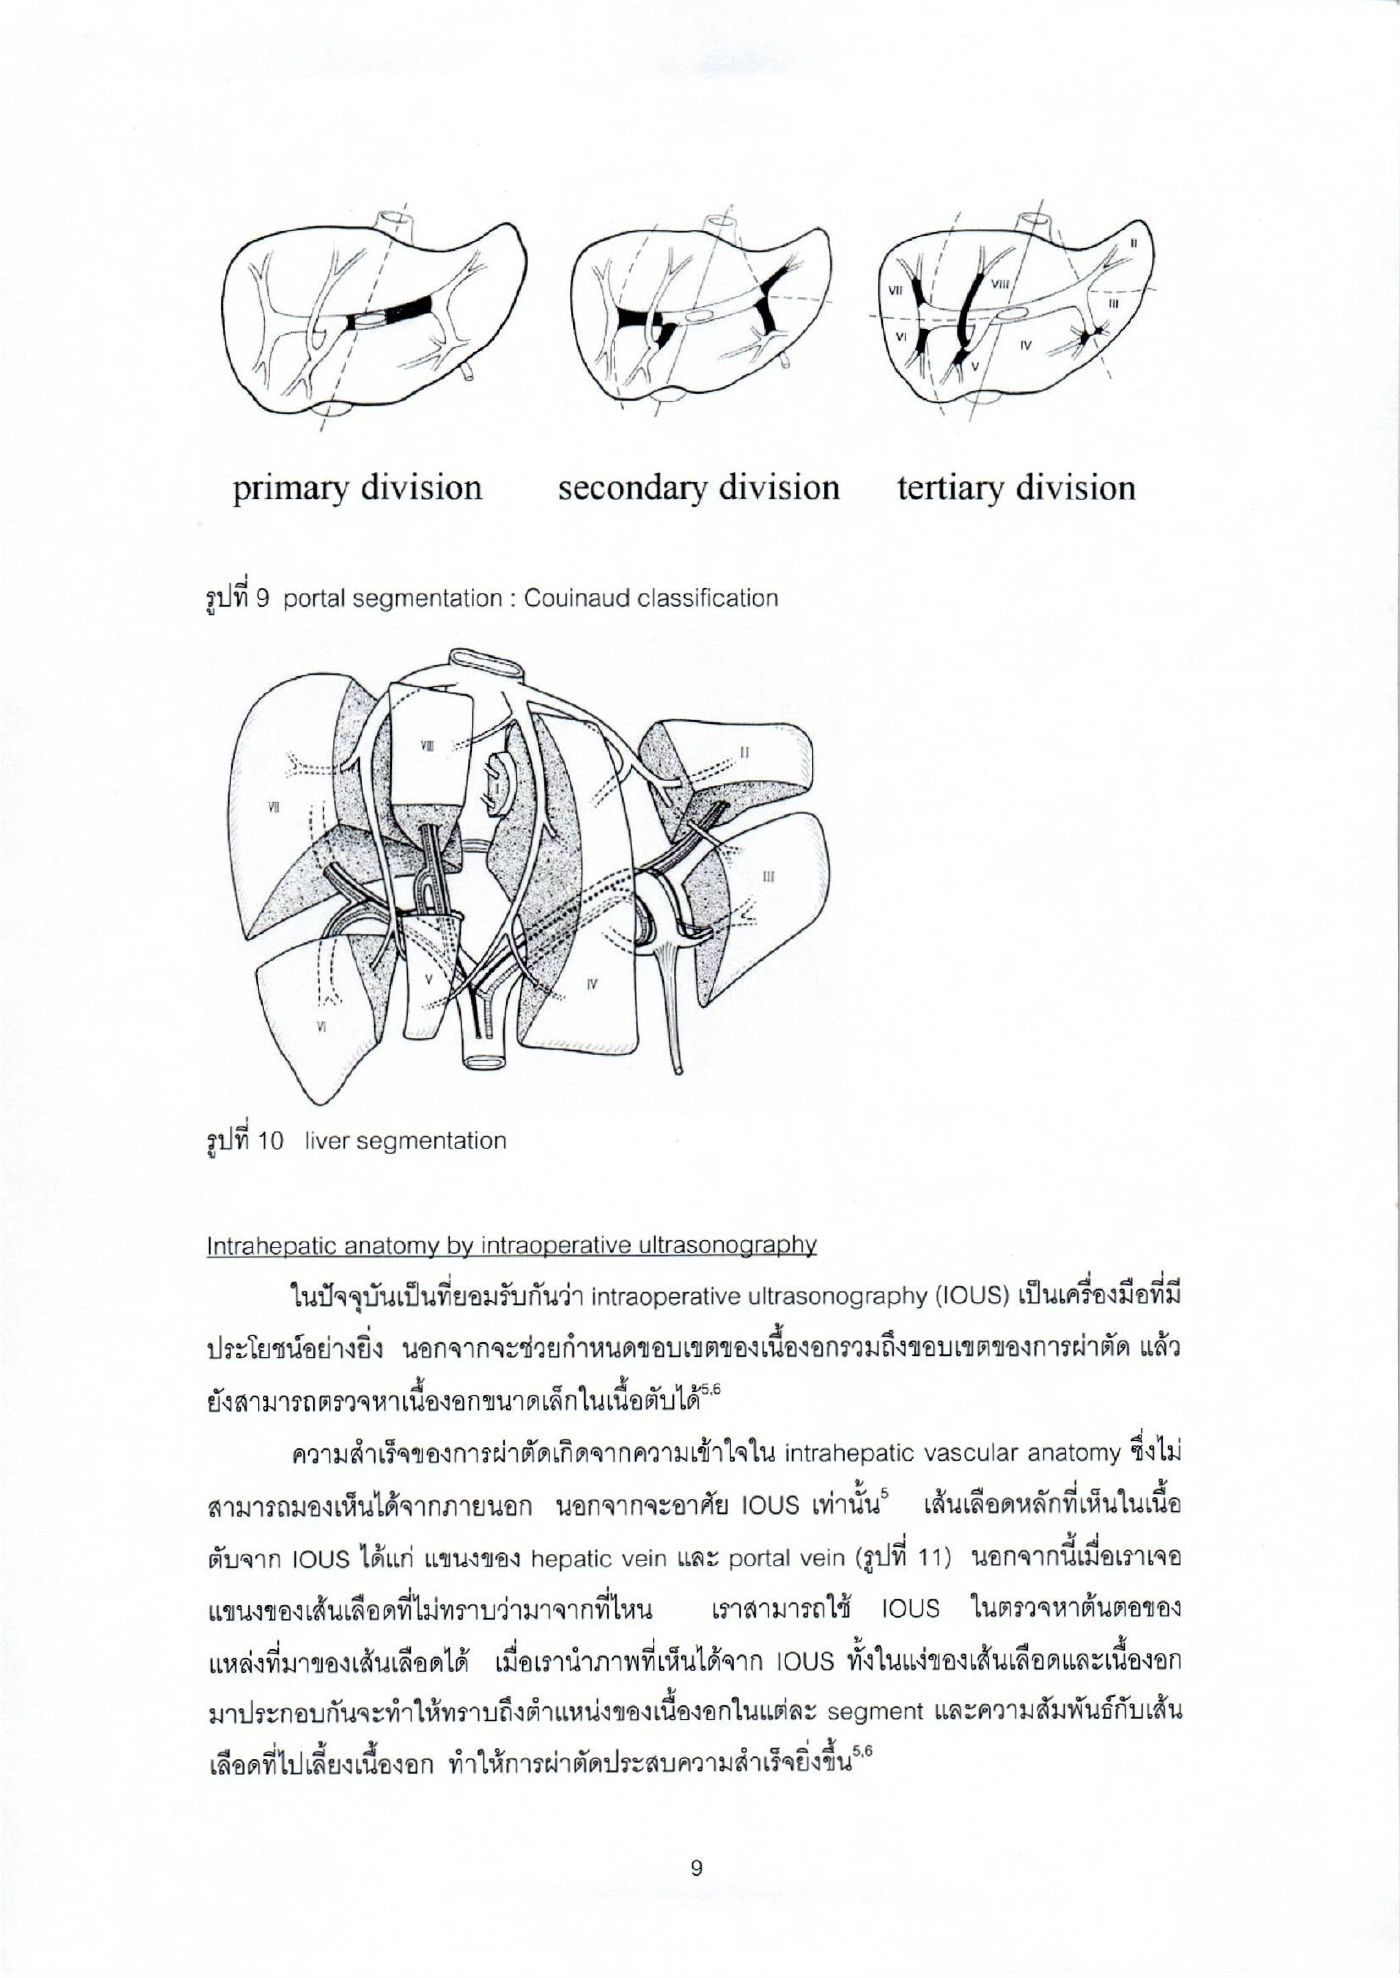 VII
VI
VIII
V
IV
II
III
primary division
secondary division
tertiary division
รูปที่ 9 portal segmentation : Couinaud classification
VII
VIII
I
II
III
VI
V
IV
รูปที่ 10 liver segmentation
Intrahepatic anatomy by intraoperative ultrasonography
ในปัจจุบันเป็นที่ยอมรับกันว่า intraoperative ultrasonography (IOUS) เป็นเครื่องมือที่มี
ประโยชน์อย่างยิ่ง นอกจากจะช่วยกำหนดขอบเขตของเนื้องอกรวมถึงขอบเขตของการผ่าตัด แล้ว
ยังสามารถตรวจหาเนื้องอกขนาดเล็กในเนื้อตับได้5,6
ความสำเร็จของการผ่าตัดเกิดจากความเข้าใจใน intrahepatic vascular anatomy ซึ่งไม่
สามารถมองเห็นได้จากภายนอก นอกจากจะอาศัย IOUS เท่านั้น5 เส้นเลือดหลักที่เห็นในเนื้อ
ตับจาก IOUS ได้แก่ แขนงของ hepatic vein และ portal vein (รูปที่ 11) นอกจากนี้เมื่อเราเจอ
แขนงของเส้นเลือดที่ไม่ทราบว่ามาจากที่ไหน เราสามารถใช้ IOUS ในตรวจหาต้นตอของ
แหล่งที่มาของเส้นเลือดได้ เมื่อเรานำภาพที่เห็นได้จาก IOUS ทั้งในแง่ของเส้นเลือดและเนื้องอก
มาประกอบกันจะทำให้ทราบถึงตำแหน่งของเนื้องอกในแต่ละ segment และความสัมพันธ์กับเส้น
เลือดที่ไปเลี้ยงเนื้องอก ทำให้การผ่าตัดประสบความสำเร็จยิ่งขึ้น5,6
9